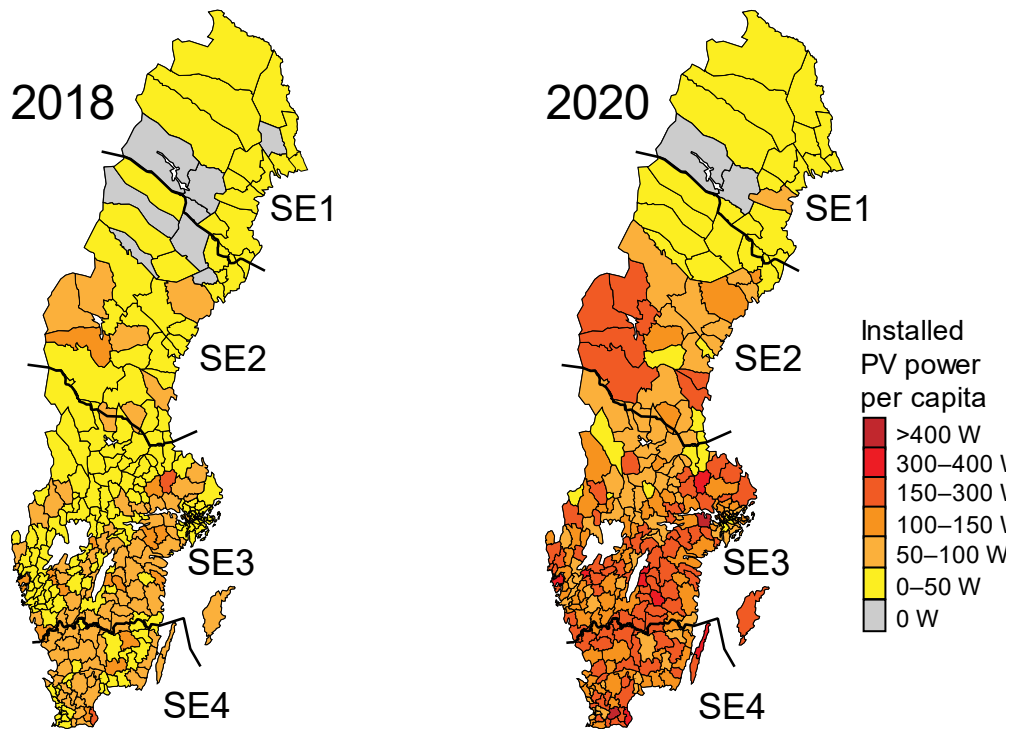 2018
2020
SE1
SE1
SE2
SE2
Installed
PV power
per capita
>400 W
300–400
150–300
100–150
50–100 W
0–50 W
0 W
SE3
SE3
SE4
SE4